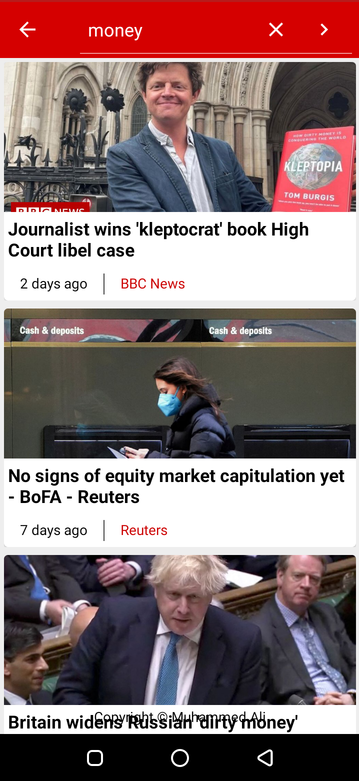 money
HOW DIRTY MONEY IS
CONQUERING THE WORLD
KLEPTOPIA
TOM BURGIS
BBC NEWS
Journalist wins 'kleptocrat' book High
Court libel case
2 days ago
BBC News
Cash & deposits
Cash & deposits
No signs of equity market capitulation yet
- BoFA - Reuters
7 days ago
Reuters
Copyright © Muhammed Ali
Britain widens Russian 'dirty money'